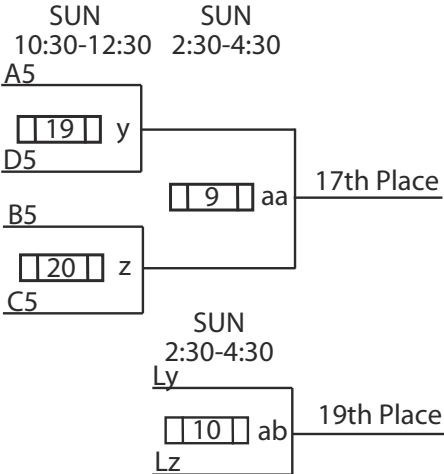 SUN SUN
10:30-12:30 2:30-4:30
A5
19 y
D5
17th Place
9 aa
B5
20 z
C5
SUN
2:30-4:30
Ly
19th Place
10 ab
Lz